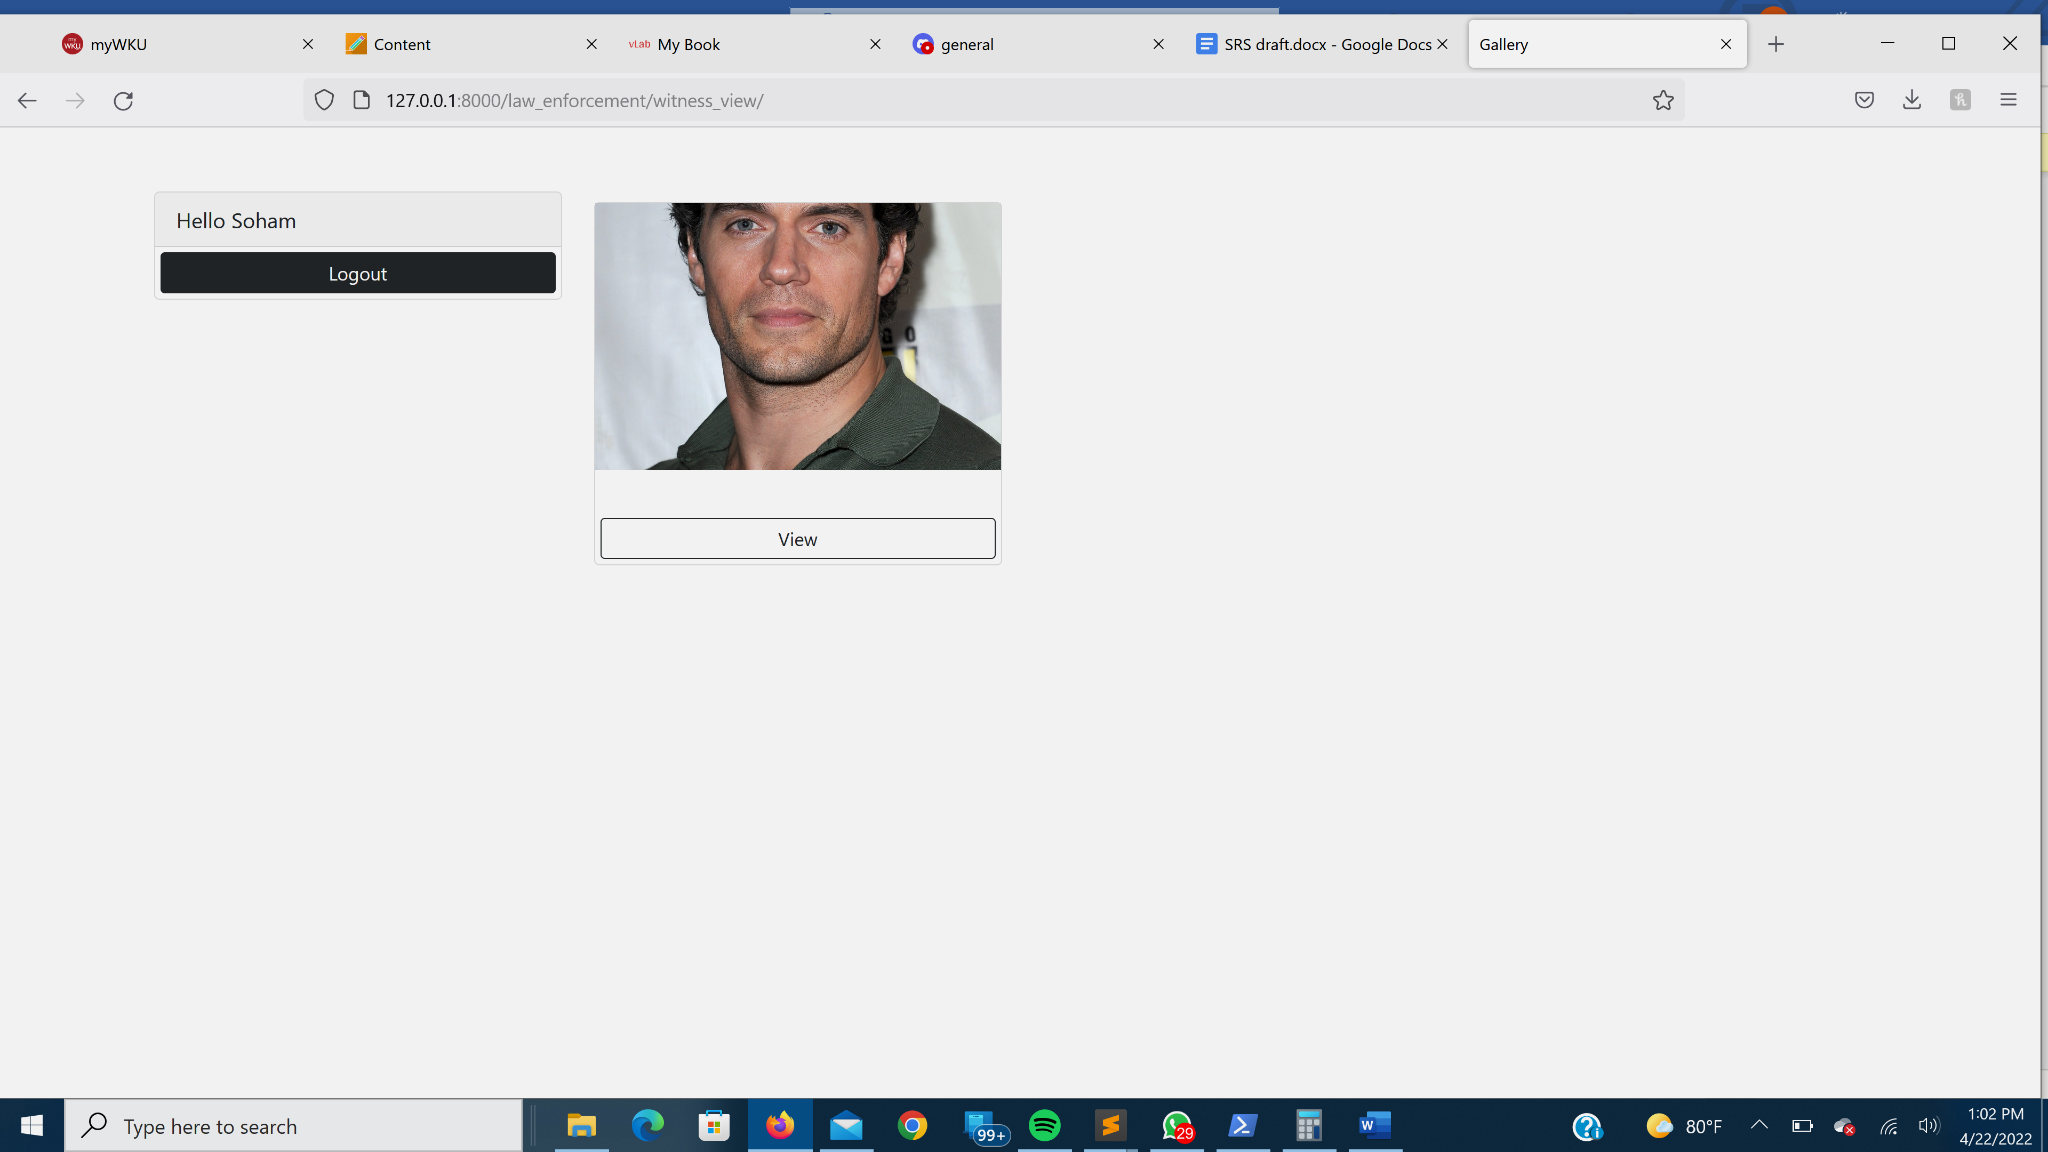 myWKU
Content
vLab My Book
general
SRS draft.docx - Google Docs
Gallery
127.0.0.1:8000/law_enforcement/witness_view/
Hello Soham
Logout
G O
View
Type here to search
99+
29
80°F
1:02 PM
4/22/2022